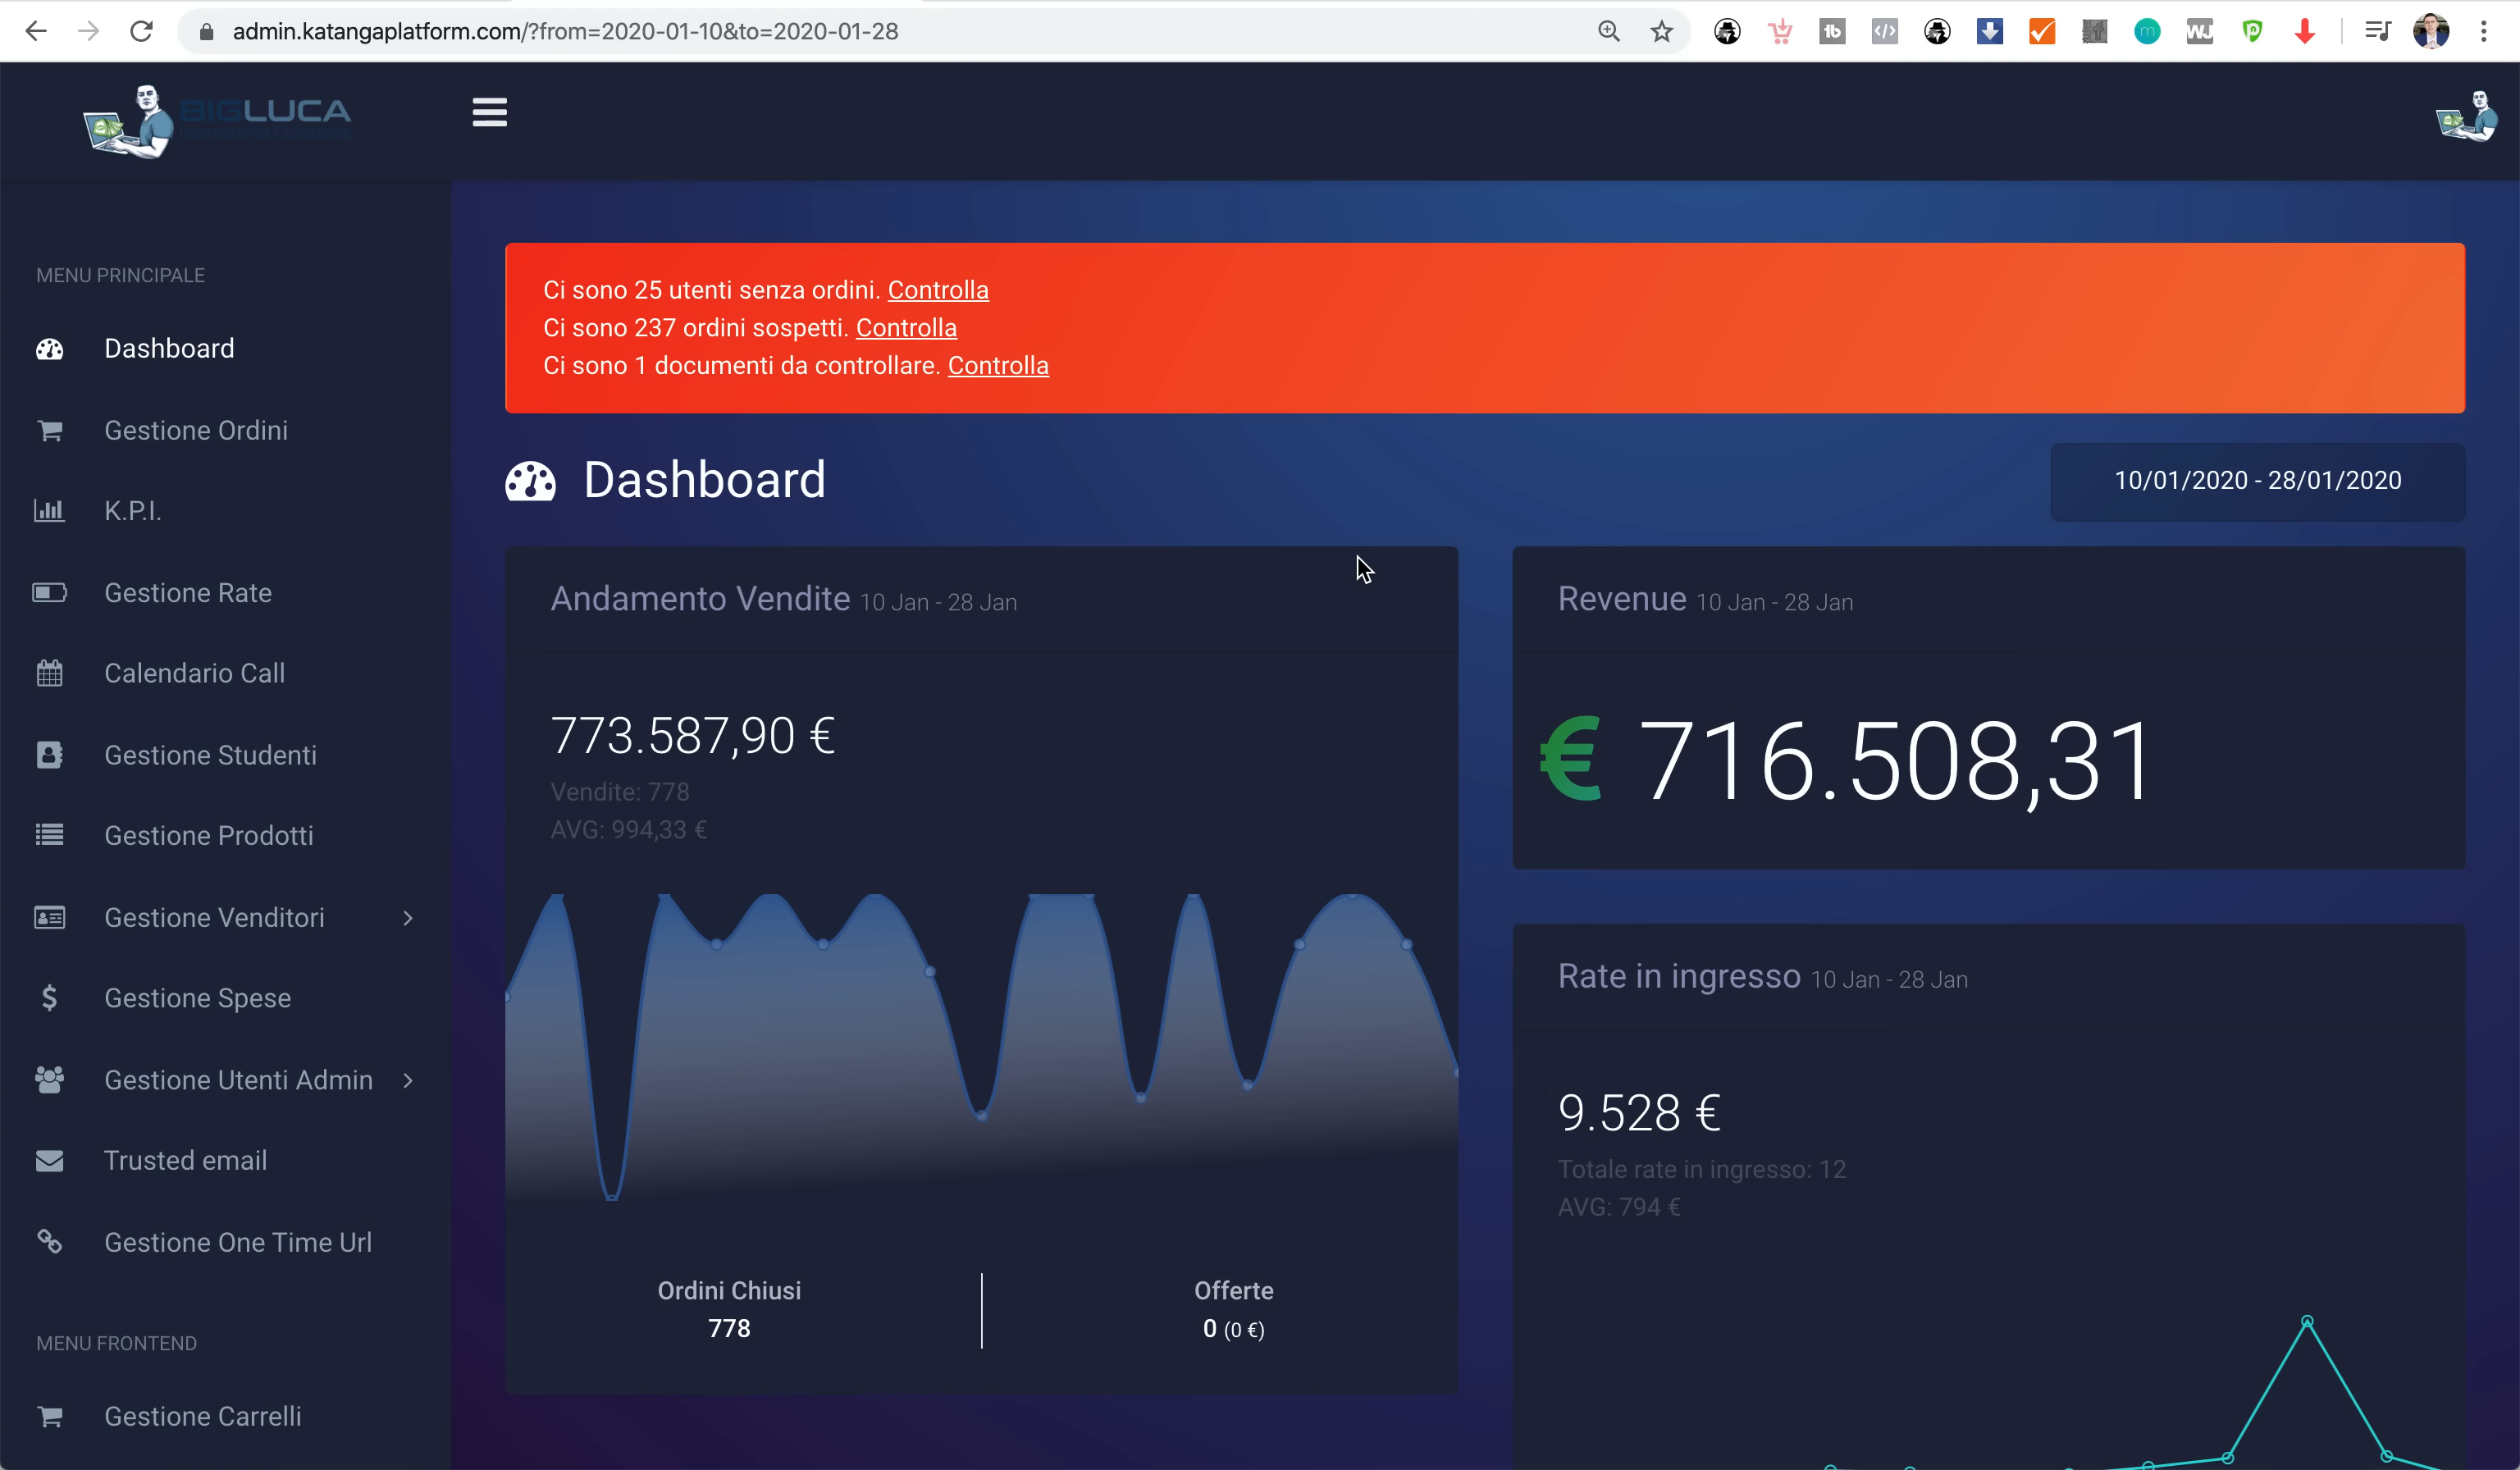 admin.katangaplatform.com/?from=2020-01-10&to=2020-01-28
BIGLUCA
MENU PRINCIPALE
Dashboard
Gestione Ordini
K.P.I.
Gestione Rate
Calendario Call
Gestione Studenti
Gestione Prodotti
Gestione Venditori
Gestione Spese
Gestione Utenti Admin
Trusted email
Gestione One Time Url
MENU FRONTEND
Gestione Carrelli
Ci sono 25 utenti senza ordini. Controlla
Ci sono 237 ordini sospetti. Controlla
Ci sono 1 documenti da controllare. Controlla
Dashboard
10/01/2020 - 28/01/2020
Andamento Vendite 10 Jan - 28 Jan
773.587,90 €
Vendite: 778
AVG: 994,33 €
Ordini Chiusi
778
Offerte
0 (0 €)
Revenue 10 Jan - 28 Jan
€ 716.508,31
Rate in ingresso 10 Jan - 28 Jan
9.528 €
Totale rate in ingresso: 12
AVG: 794 €